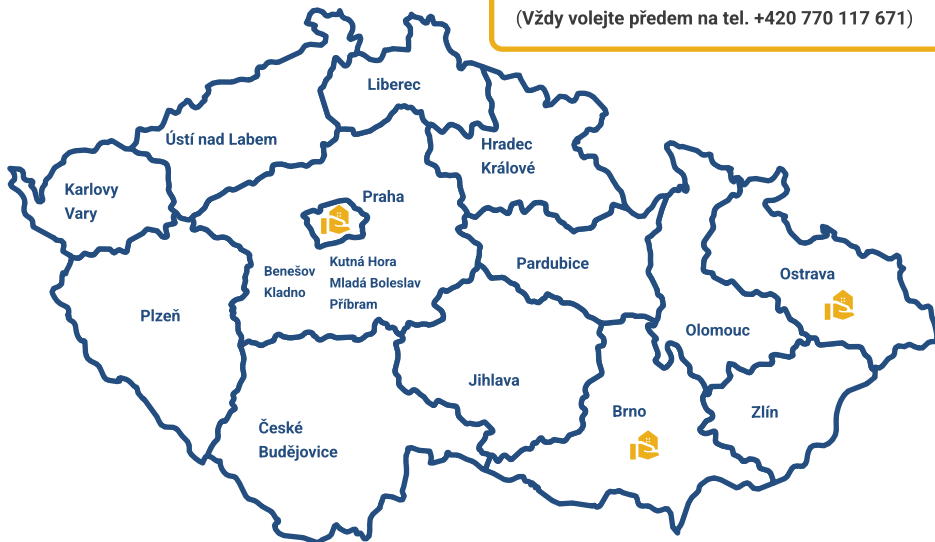 (Vždy volejte předem na tel. +420 770 117 671)
Liberec
Ústí nad Labem
Hradec
Králové
Karlovy
Vary
Praha
Kutná Hora
Mladá Boleslav
Příbram
Benešov
Kladno
Pardubice
Ostrava
Plzeň
Olomouc
Jihlava
Brno
Zlín
České
Budějovice